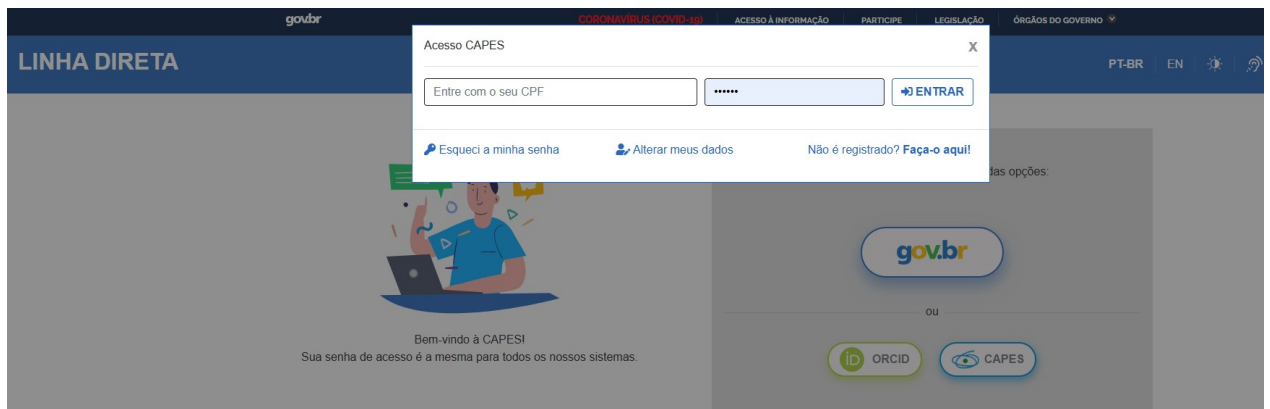 gov.br CORONAVÍRUS (COVID-19) ACESSO À INFORMAÇÃO PARTICIPE LEGISLAÇÃO ÓRGÃOS DO GOVERNO
Acesso CAPES X
LINHA DIRETA PT-BR EN
Entre com o seu CPF •••••• ENTRAR
Esqueci a minha senha Alterar meus dados Não é registrado? Faça-o aqui!
das opções:
gov.br
ou
Bem-vindo à CAPES!
Sua senha de acesso é a mesma para todos os nossos sistemas.
iD ORCID CAPES